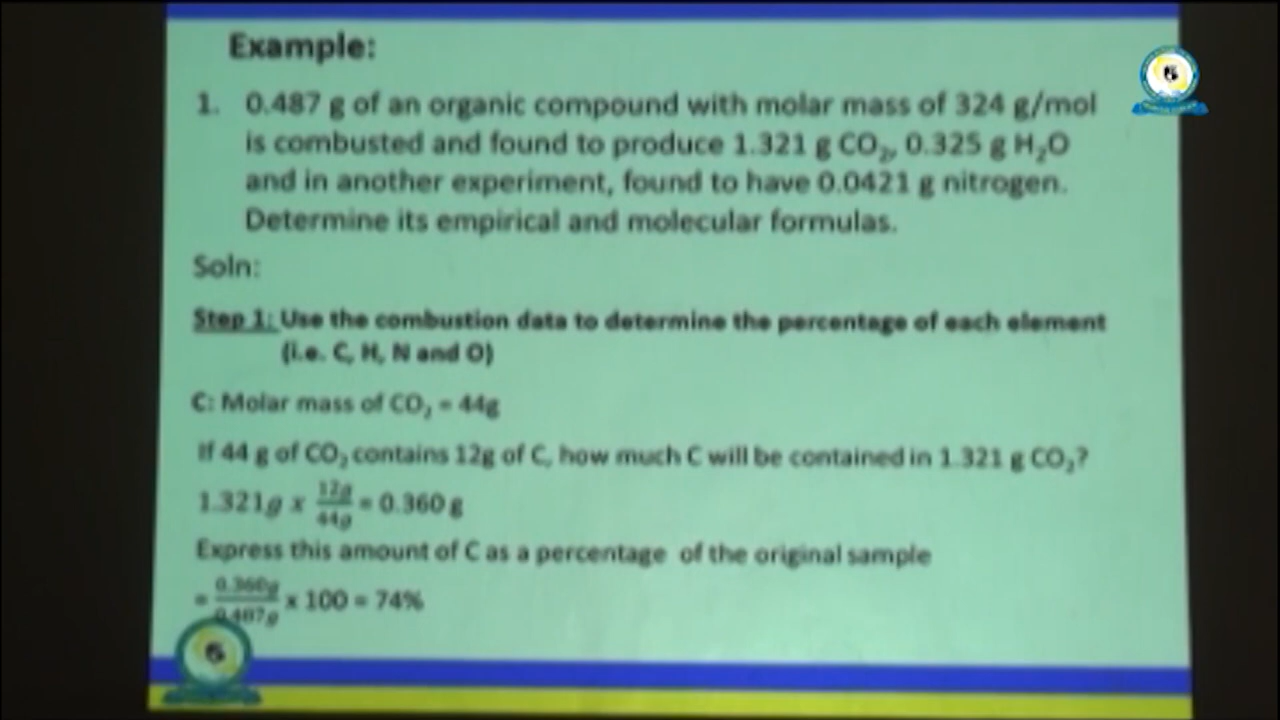 Example:
1. 0.487 g of an organic compound with molar mass of 324 g/mol
is combusted and found to produce 1.321 g CO₂, 0.325 g H₂O
and in another experiment, found to have 0.0421 g nitrogen.
Determine its empirical and molecular formulas.
Soln:
Step 1: Use the combustion data to determine the percentage of each element
(i.e. C, H, N and O)
C: Molar mass of CO₂ = 44g
If 44 g of CO₂ contains 12g of C, how much C will be contained in 1.321 g CO₂?
1.321g x 12g/44g = 0.360 g
Express this amount of C as a percentage of the original sample
= 0.360g/0.487g x 100 = 74%